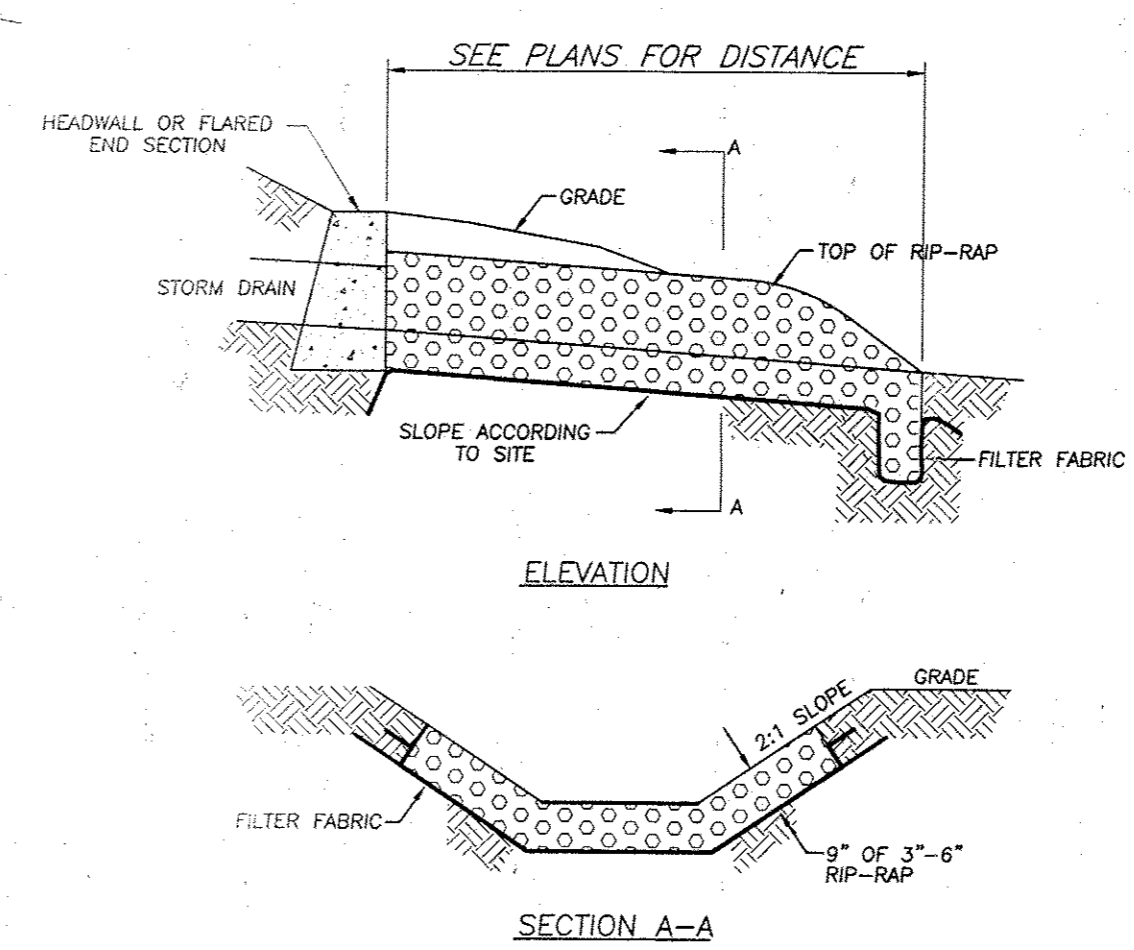 SEE PLANS FOR DISTANCE
HEADWALL OR FLARED
END SECTION
A
GRADE
TOP OF RIP-RAP
STORM DRAIN
SLOPE ACCORDING
TO SITE
FILTER FABRIC
A
ELEVATION
GRADE
2:1 SLOPE
FILTER FABRIC
9" OF 3"-6"
RIP-RAP
SECTION A-A